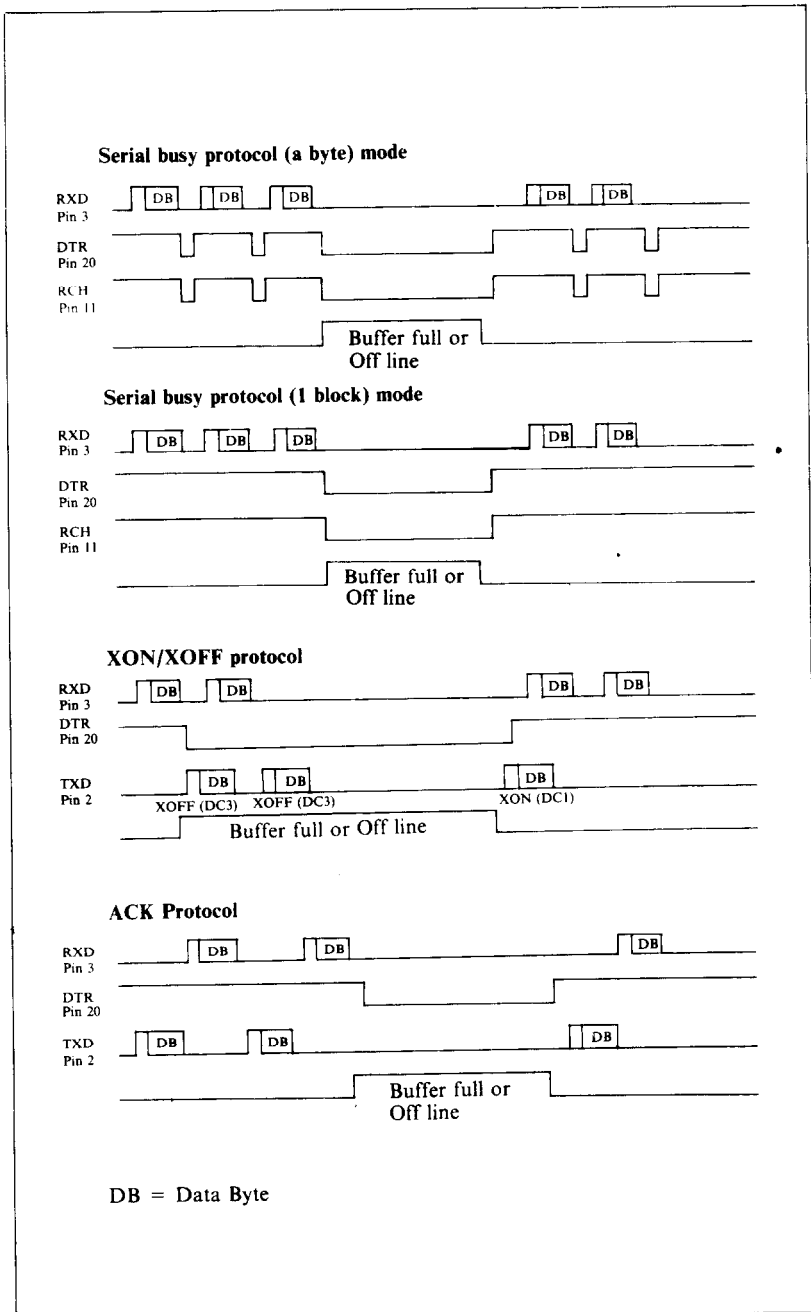 Serial busy protocol (a byte) mode
RXD DB DB DB DB DB
Pin 3
DTR
Pin 20
RCH
Pin 11
Buffer full or
Off line
Serial busy protocol (1 block) mode
RXD DB DB DB DB DB
Pin 3
DTR
Pin 20
RCH
Pin 11
Buffer full or
Off line
XON/XOFF protocol
RXD DB DB DB DB
Pin 3
DTR
Pin 20
TXD DB DB DB
Pin 2
XOFF (DC3) XOFF (DC3) XON (DC1)
Buffer full or Off line
ACK Protocol
RXD DB DB DB
Pin 3
DTR
Pin 20
TXD DB DB DB
Pin 2
Buffer full or
Off line
DB = Data Byte